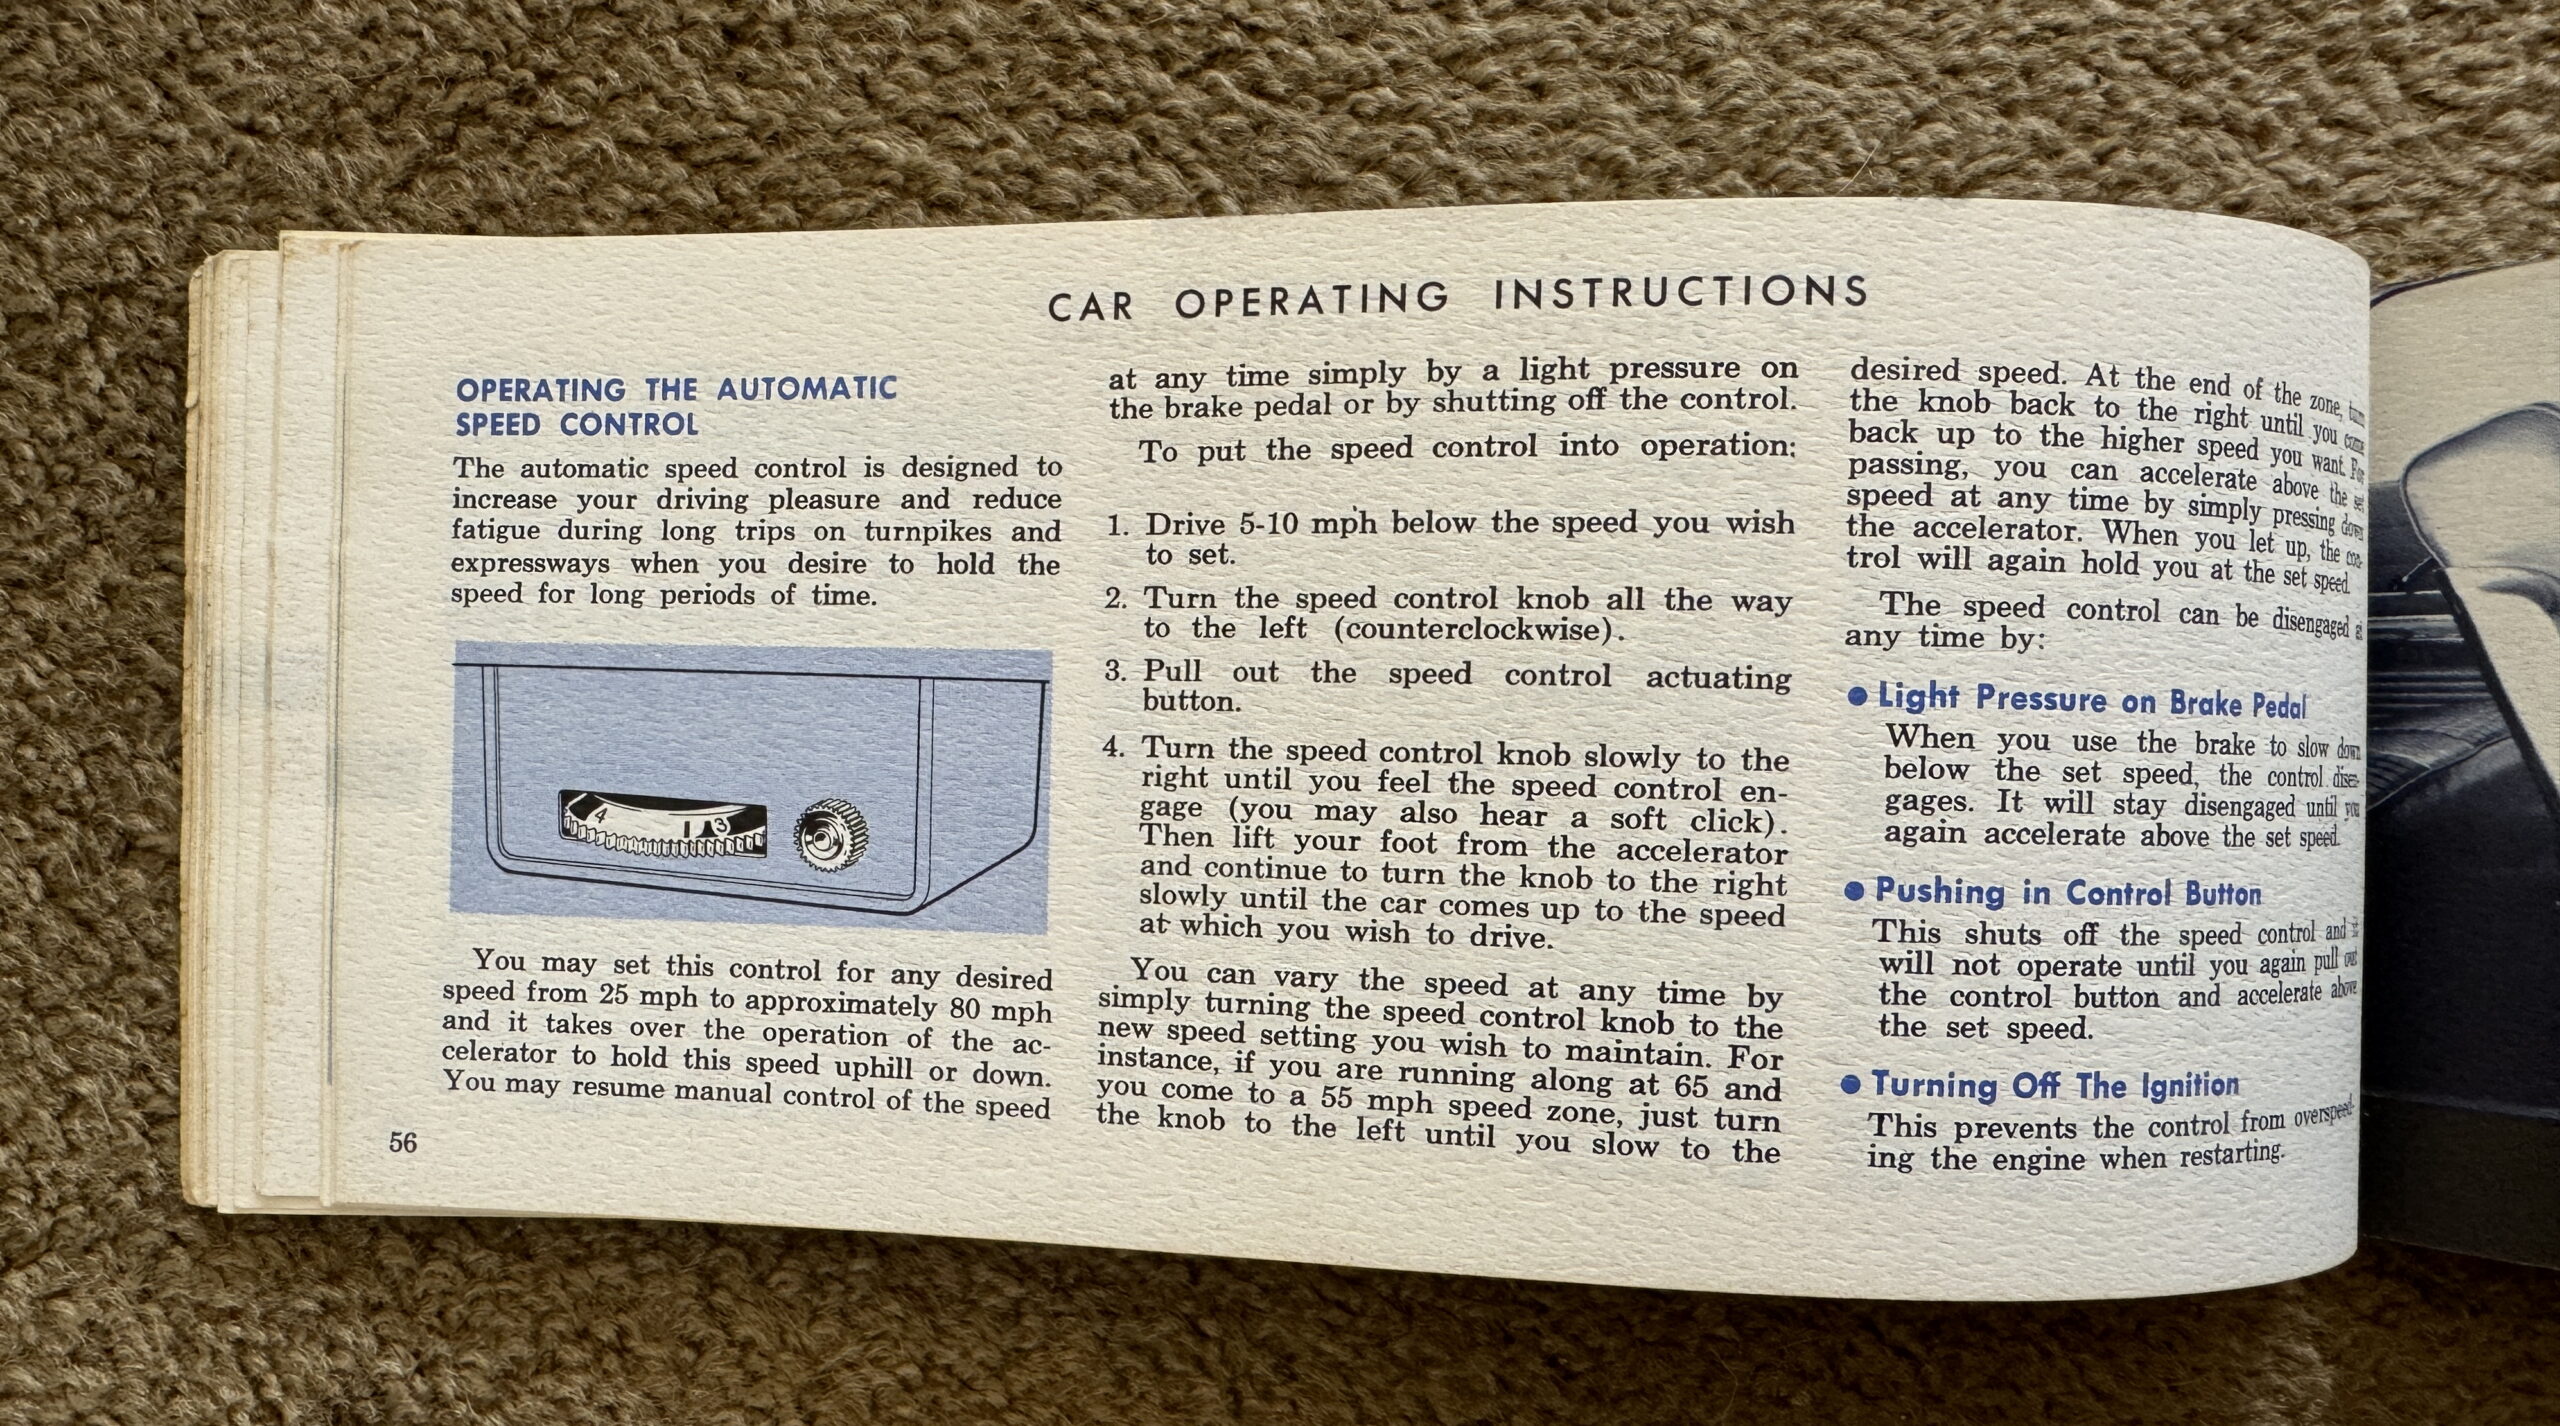 CAR OPERATING INSTRUCTIONS
OPERATING THE AUTOMATIC
SPEED CONTROL
The automatic speed control is designed to
increase your driving pleasure and reduce
fatigue during long trips on turnpikes and
expressways when you desire to hold the
speed for long periods of time.
4 3
You may set this control for any desired
speed from 25 mph to approximately 80 mph
and it takes over the operation of the ac-
celerator to hold this speed uphill or down.
You may resume manual control of the speed
56
at any time simply by a light pressure on
the brake pedal or by shutting off the control.
To put the speed control into operation:
1. Drive 5-10 mph below the speed you wish
to set.
2. Turn the speed control knob all the way
to the left (counterclockwise).
3. Pull out the speed control actuating
button.
4. Turn the speed control knob slowly to the
right until you feel the speed control en-
gage (you may also hear a soft click).
Then lift your foot from the accelerator
and continue to turn the knob to the right
slowly until the car comes up to the speed
at which you wish to drive.
You can vary the speed at any time by
simply turning the speed control knob to the
new speed setting you wish to maintain. For
instance, if you are running along at 65 and
you come to a 55 mph speed zone, just turn
the knob to the left until you slow to the
desired speed. At the end of the zone, turn
the knob back to the right until you come
back up to the higher speed you want. For
passing, you can accelerate above the set
speed at any time by simply pressing down
the accelerator. When you let up, the con-
trol will again hold you at the set speed.
The speed control can be disengaged at
any time by:
● Light Pressure on Brake Pedal
When you use the brake to slow down
below the set speed, the control disen-
gages. It will stay disengaged until you
again accelerate above the set speed.
● Pushing in Control Button
This shuts off the speed control and it
will not operate until you again pull out
the control button and accelerate above
the set speed.
● Turning Off The Ignition
This prevents the control from overspeed-
ing the engine when restarting.